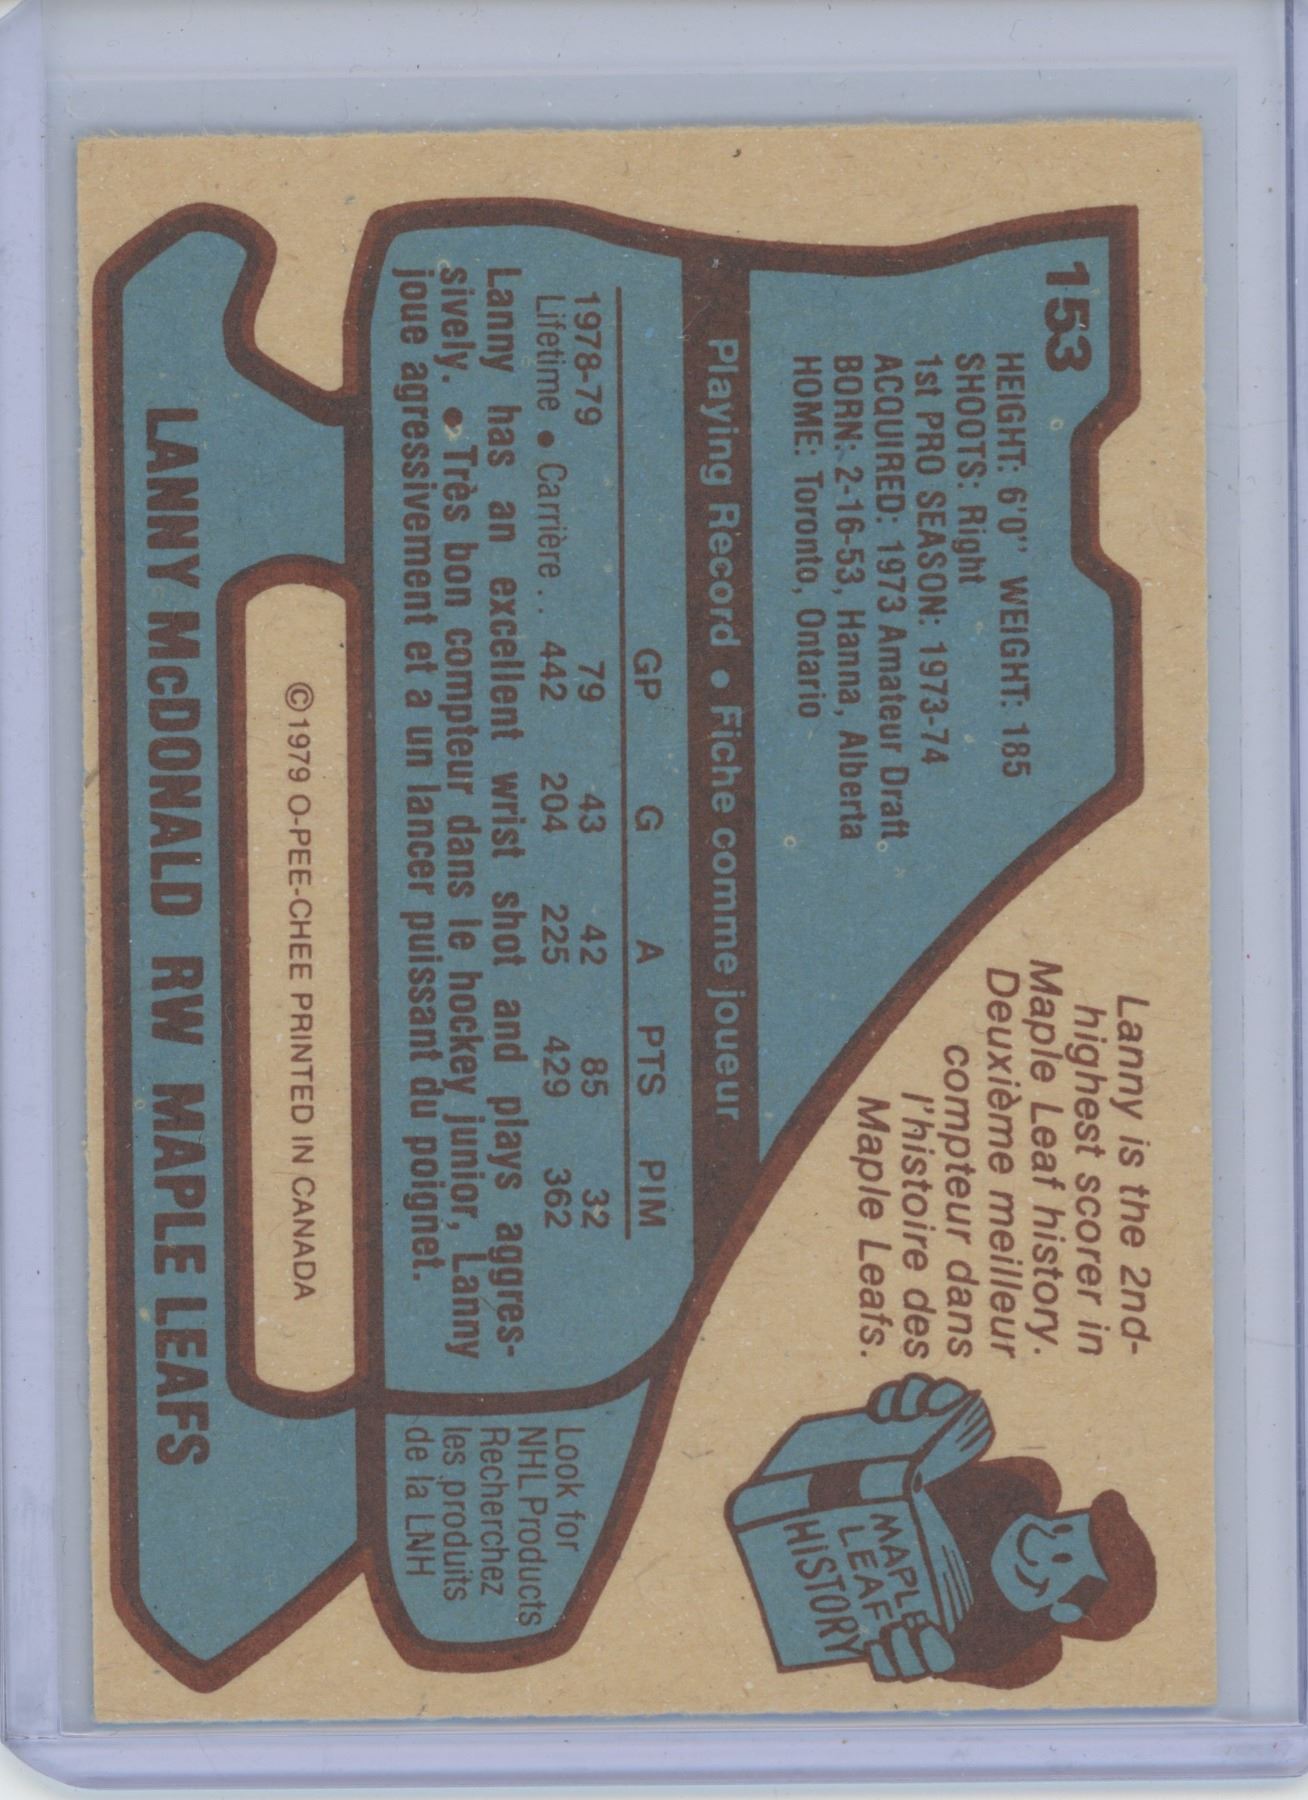 153
HEIGHT: 6'0" WEIGHT: 185
SHOOTS: Right
1st PRO SEASON: 1973-74
ACQUIRED: 1973 Amateur Draft
BORN: 2-16-53, Hanna, Alberta
HOME: Toronto, Ontario
Lanny is the 2nd-
highest scorer in
Maple Leaf history.
Deuxième meilleur
compteur dans
l'histoire des
Maple Leafs.
MAPLE
LEAF
HISTORY
Playing Record • Fiche comme joueur
GP G A PTS PIM
1978-79 79 43 42 85 32
Lifetime • Carrière.. 442 204 225 429 362
Lanny has an excellent wrist shot and plays aggres-
sively. • Très bon compteur dans le hockey junior, Lanny
joue agressivement et a un lancer puissant du poignet.
Look for
NHL Products
Recherchez
les produits
de la LNH
©1979 O-PEE-CHEE PRINTED IN CANADA
LANNY McDONALD RW MAPLE LEAFS